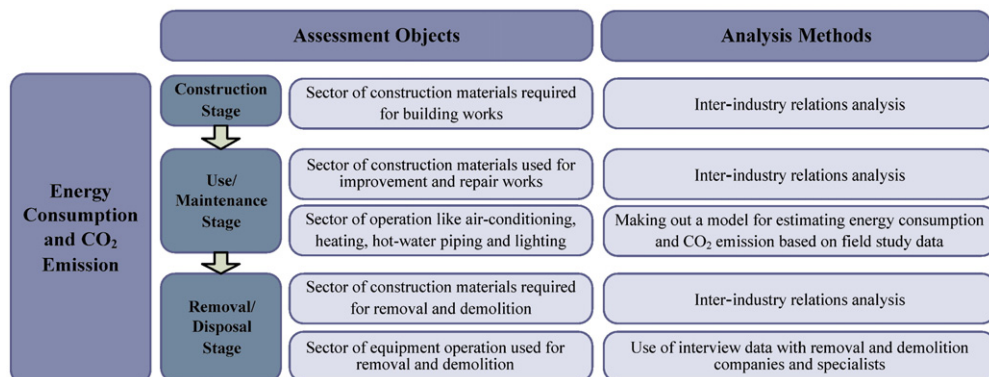 Assessment Objects
Analysis Methods
Energy
Consumption
and CO₂
Emission
Construction
Stage
Sector of construction materials required
for building works
Inter-industry relations analysis
Use/
Maintenance
Stage
Sector of construction materials used for
improvement and repair works
Inter-industry relations analysis
Sector of operation like air-conditioning,
heating, hot-water piping and lighting
Making out a model for estimating energy consumption
and CO₂ emission based on field study data
Removal/
Disposal
Stage
Sector of construction materials required
for removal and demolition
Inter-industry relations analysis
Sector of equipment operation used for
removal and demolition
Use of interview data with removal and demolition
companies and specialists